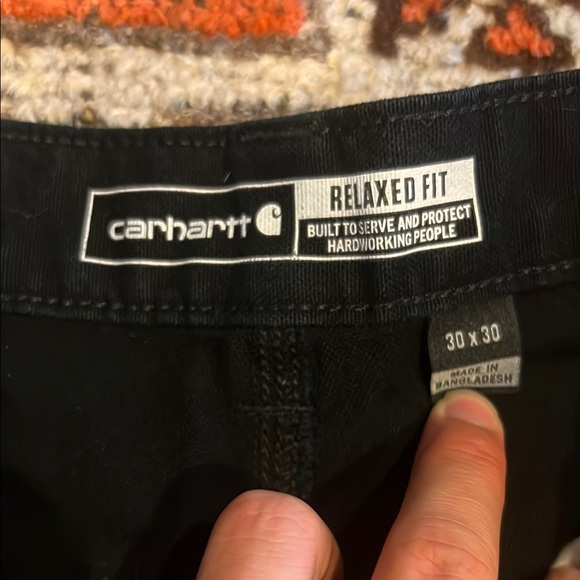 carhartt
RELAXED FIT
BUILT TO SERVE AND PROTECT
HARDWORKING PEOPLE
30 x 30
MADE IN
BANGLADESH